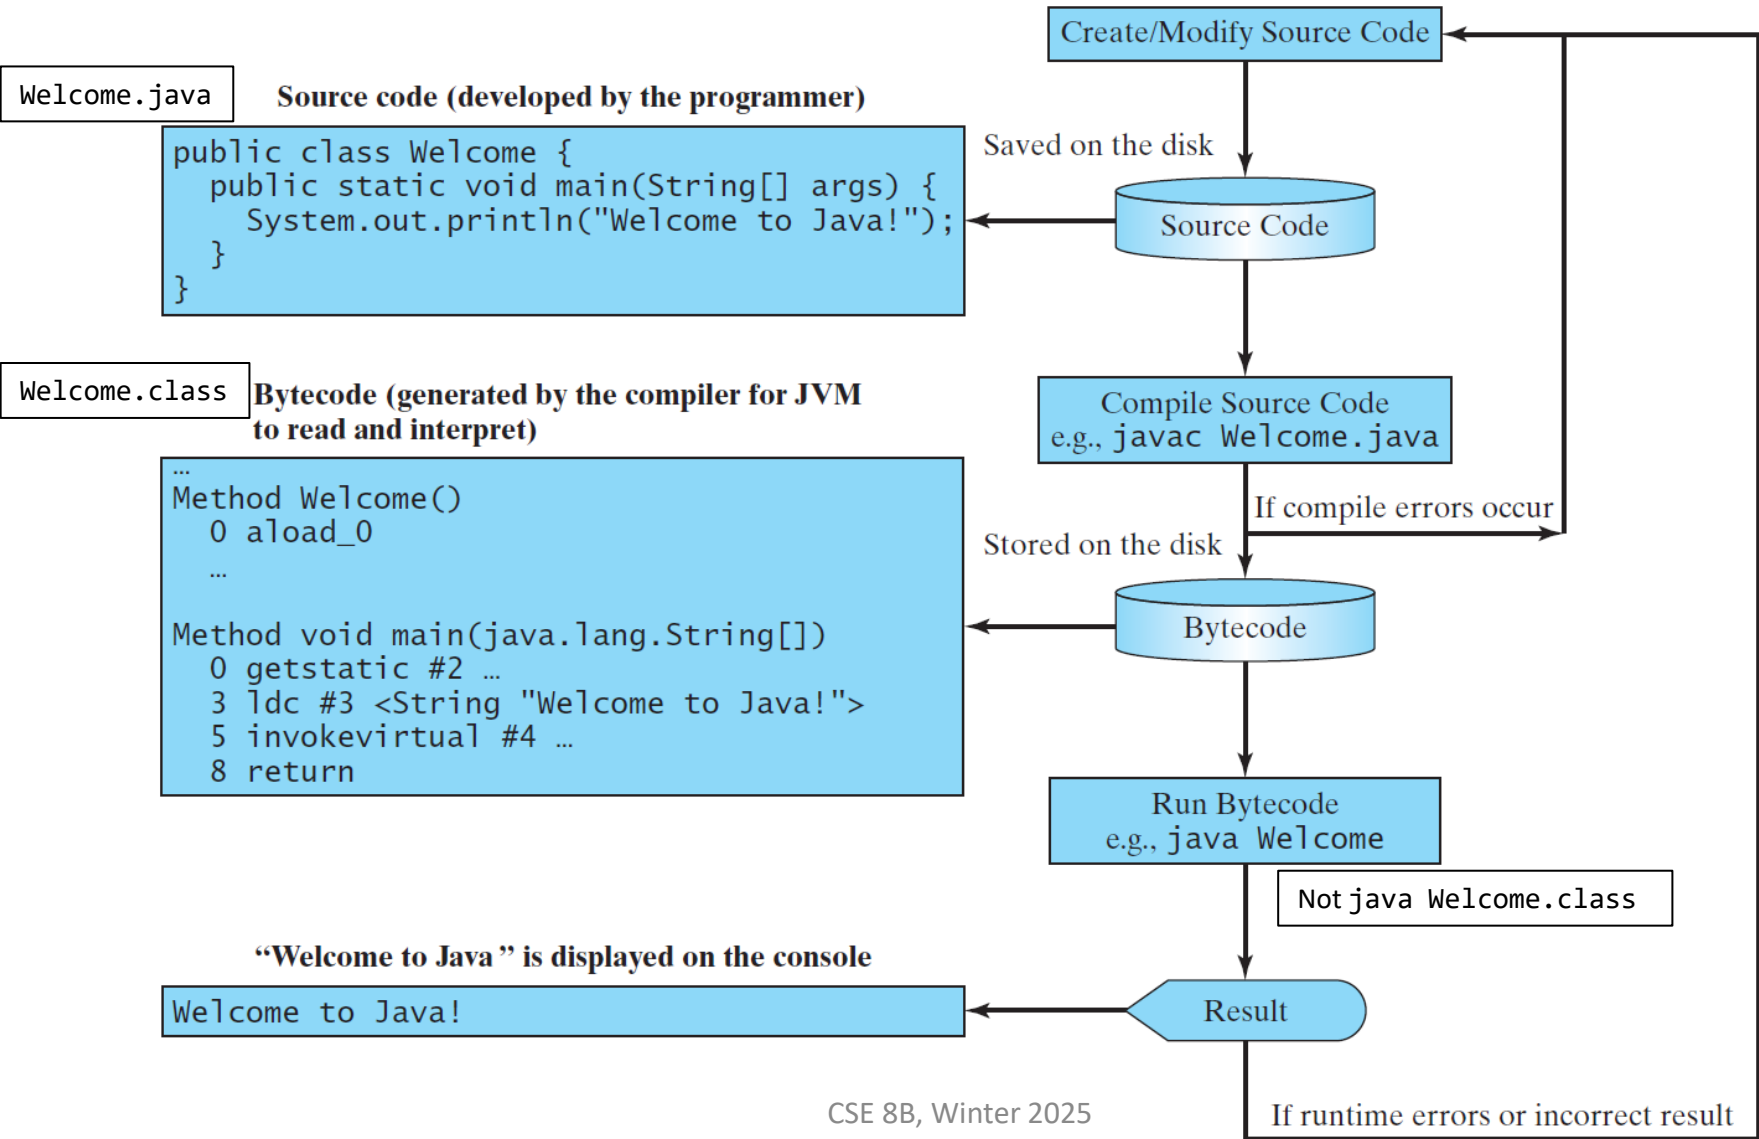 Create/Modify Source Code
Welcome.java
Source code (developed by the programmer)
public class Welcome {
  public static void main(String[] args) {
    System.out.println("Welcome to Java!");
  }
}
Saved on the disk
Source Code
Welcome.class
Bytecode (generated by the compiler for JVM
to read and interpret)
…
Method Welcome()
  0 aload_0
  …
Method void main(java.lang.String[])
  0 getstatic #2 …
  3 ldc #3 <String "Welcome to Java!">
  5 invokevirtual #4 …
  8 return
Compile Source Code
e.g., javac Welcome.java
If compile errors occur
Stored on the disk
Bytecode
Run Bytecode
e.g., java Welcome
Not java Welcome.class
“Welcome to Java” is displayed on the console
Welcome to Java!
Result
CSE 8B, Winter 2025
If runtime errors or incorrect result